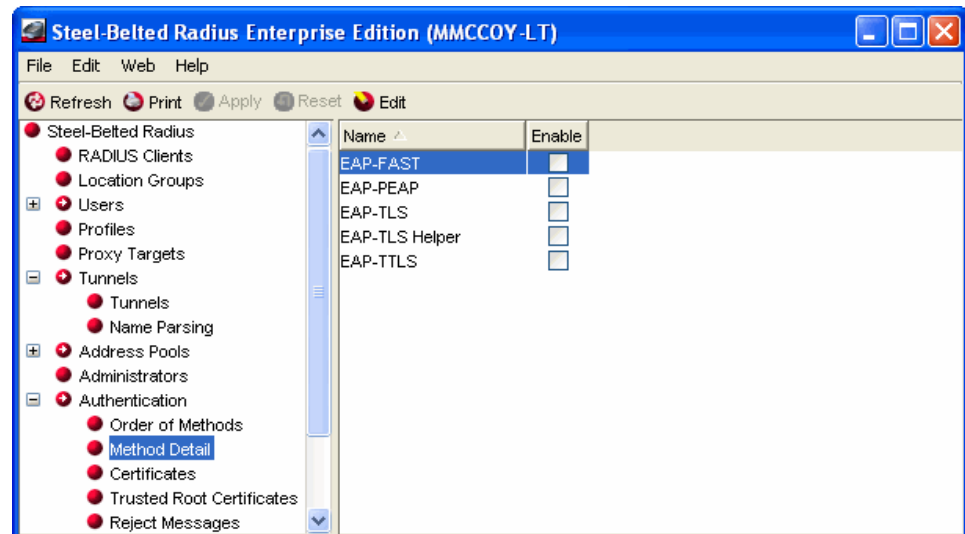 Steel-Belted Radius Enterprise Edition (MMCCOY-LT)
File Edit Web Help
Refresh Print Apply Reset Edit
Steel-Belted Radius
RADIUS Clients
Location Groups
Users
Profiles
Proxy Targets
Tunnels
Tunnels
Name Parsing
Address Pools
Administrators
Authentication
Order of Methods
Method Detail
Certificates
Trusted Root Certificates
Reject Messages
Name Enable
EAP-FAST
EAP-PEAP
EAP-TLS
EAP-TLS Helper
EAP-TTLS